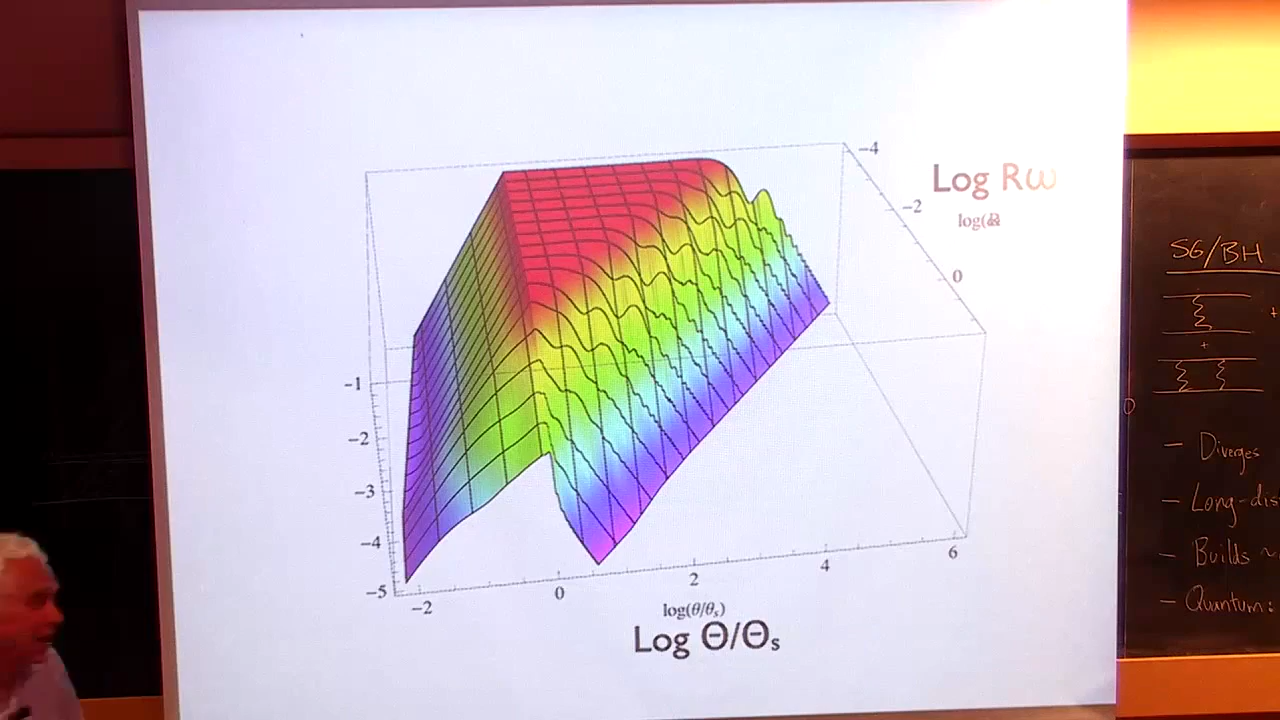 -4
Log Rω
-2
0
-1
-2
-3
-4
-5
-2
0
2
4
6
log(θ/θs)
Log Θ/Θs
SG/BH
+
+
- Diverges
- Long-dis
- Builds ~
- Quantum: